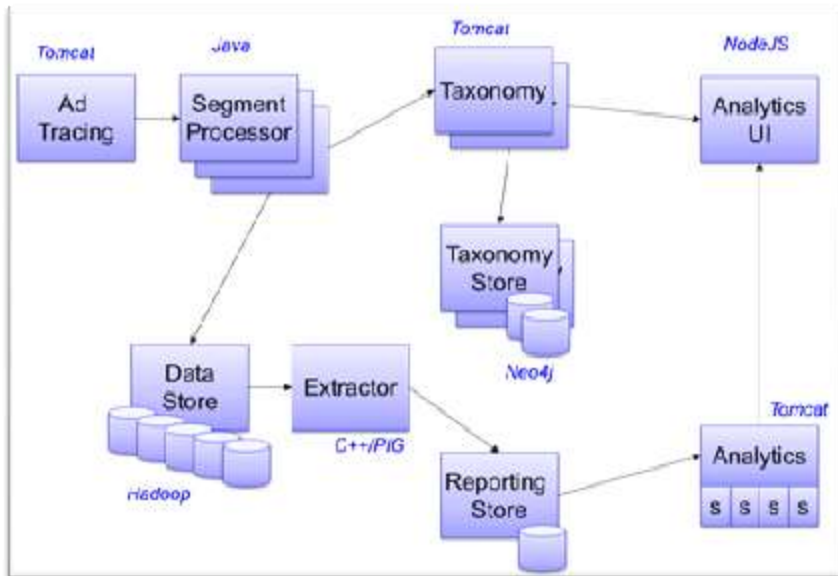 Tomcat
Java
Tomcat
NodeJS
Ad
Tracing
Segment
Processor
Taxonomy
Analytics
UI
Taxonomy
Store
Neo4j
Data
Store
Extractor
Hadoop
C++/PIG
Reporting
Store
Tomcat
Analytics
s s s s